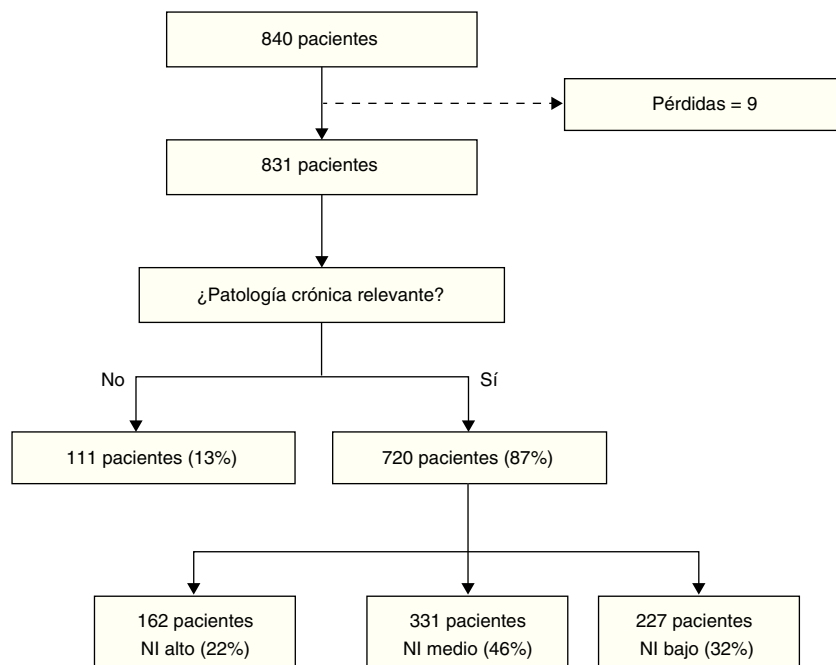 840 pacientes
Pérdidas = 9
831 pacientes
¿Patología crónica relevante?
No
Sí
111 pacientes (13%)
720 pacientes (87%)
162 pacientes
NI alto (22%)
331 pacientes
NI medio (46%)
227 pacientes
NI bajo (32%)